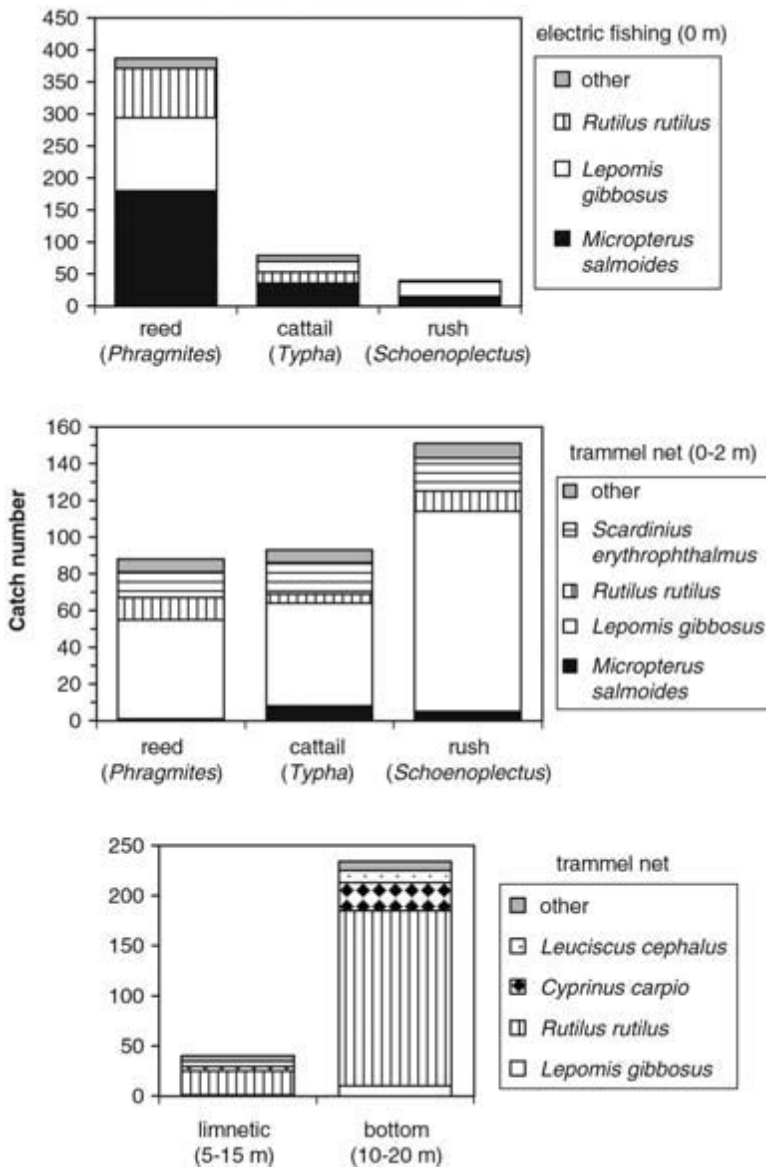 electric fishing (0 m)
450
400
350
300
250
200
150
100
50
0
other
Rutilus rutilus
Lepomis
gibbosus
Micropterus
salmoides
reed
(Phragmites)
cattail
(Typha)
rush
(Schoenoplectus)
Catch number
160
140
120
100
80
60
40
20
0
trammel net (0-2 m)
other
Scardinius
erythrophthalmus
Rutilus rutilus
Lepomis gibbosus
Micropterus
salmoides
reed
(Phragmites)
cattail
(Typha)
rush
(Schoenoplectus)
250
200
150
100
50
0
trammel net
other
Leuciscus cephalus
Cyprinus carpio
Rutilus rutilus
Lepomis gibbosus
limnetic
(5-15 m)
bottom
(10-20 m)